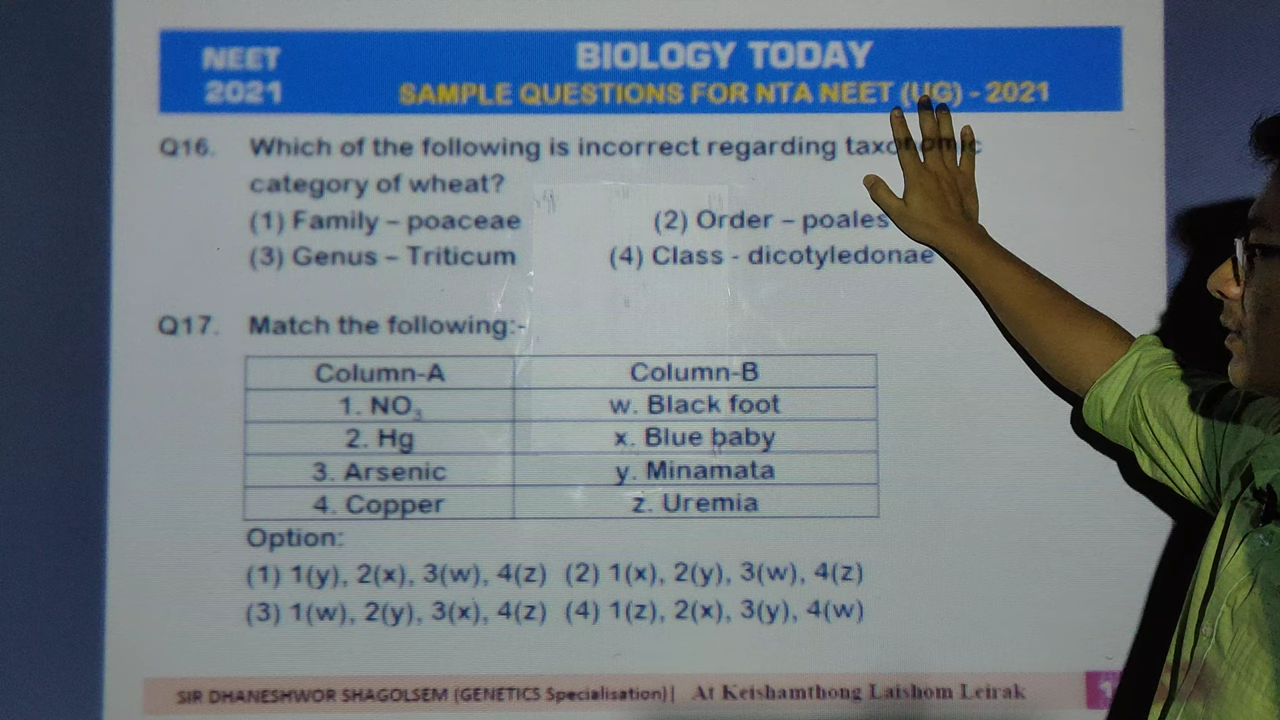 NEET
2021
BIOLOGY TODAY
SAMPLE QUESTIONS FOR NTA NEET (UG) - 2021
Q16. Which of the following is incorrect regarding taxonomic
category of wheat?
(1) Family – poaceae (2) Order – poales
(3) Genus – Triticum (4) Class - dicotyledonae
Q17. Match the following:-
Column-A Column-B
1. NO₃ w. Black foot
2. Hg x. Blue baby
3. Arsenic y. Minamata
4. Copper z. Uremia
Option:
(1) 1(y), 2(x), 3(w), 4(z) (2) 1(x), 2(y), 3(w), 4(z)
(3) 1(w), 2(y), 3(x), 4(z) (4) 1(z), 2(x), 3(y), 4(w)
SIR DHANESHWOR SHAGOLSEM (GENETICS Specialisation)| At Keishamthong Laishom Leirak